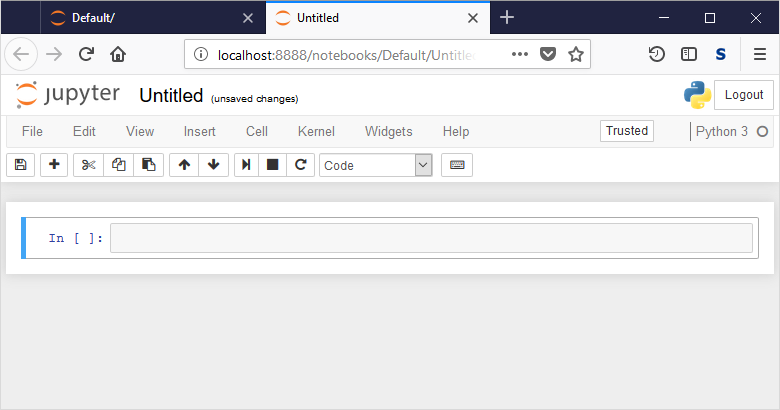 Default/
Untitled
localhost:8888/notebooks/Default/Untitle
S
jupyter Untitled (unsaved changes) Logout
File Edit View Insert Cell Kernel Widgets Help Trusted Python 3
Code
In [ ]: